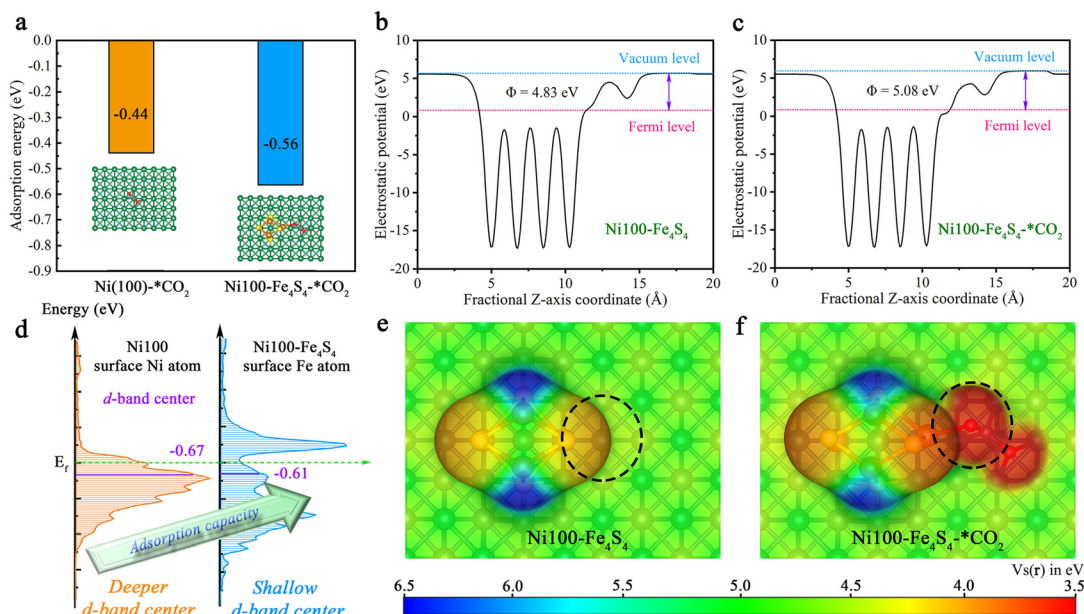 a
0.0
-0.1
-0.2
-0.3
-0.4
-0.5
-0.6
-0.7
-0.8
-0.9
Adsorption energy (eV)
-0.44
-0.56
Ni(100)-*CO₂
Ni100-Fe₄S₄-*CO₂
b
10
5
0
-5
-10
-15
-20
Electrostatic potential (eV)
Vacuum level
Φ = 4.83 eV
Fermi level
Ni100-Fe₄S₄
0
5
10
15
20
Fractional Z-axis coordinate (Å)
c
10
5
0
-5
-10
-15
-20
Electrostatic potential (eV)
Vacuum level
Φ = 5.08 eV
Fermi level
Ni100-Fe₄S₄-*CO₂
0
5
10
15
20
Fractional Z-axis coordinate (Å)
Energy (eV)
d
Ni100
surface Ni atom
Ni100-Fe₄S₄
surface Fe atom
d-band center
-0.67
E_f
-0.61
Adsorption capacity
Deeper
d-band center
Shallow
d-band center
e
Ni100-Fe₄S₄
f
Ni100-Fe₄S₄-*CO₂
Vs(r) in eV
6.5
6.0
5.5
5.0
4.5
4.0
3.5